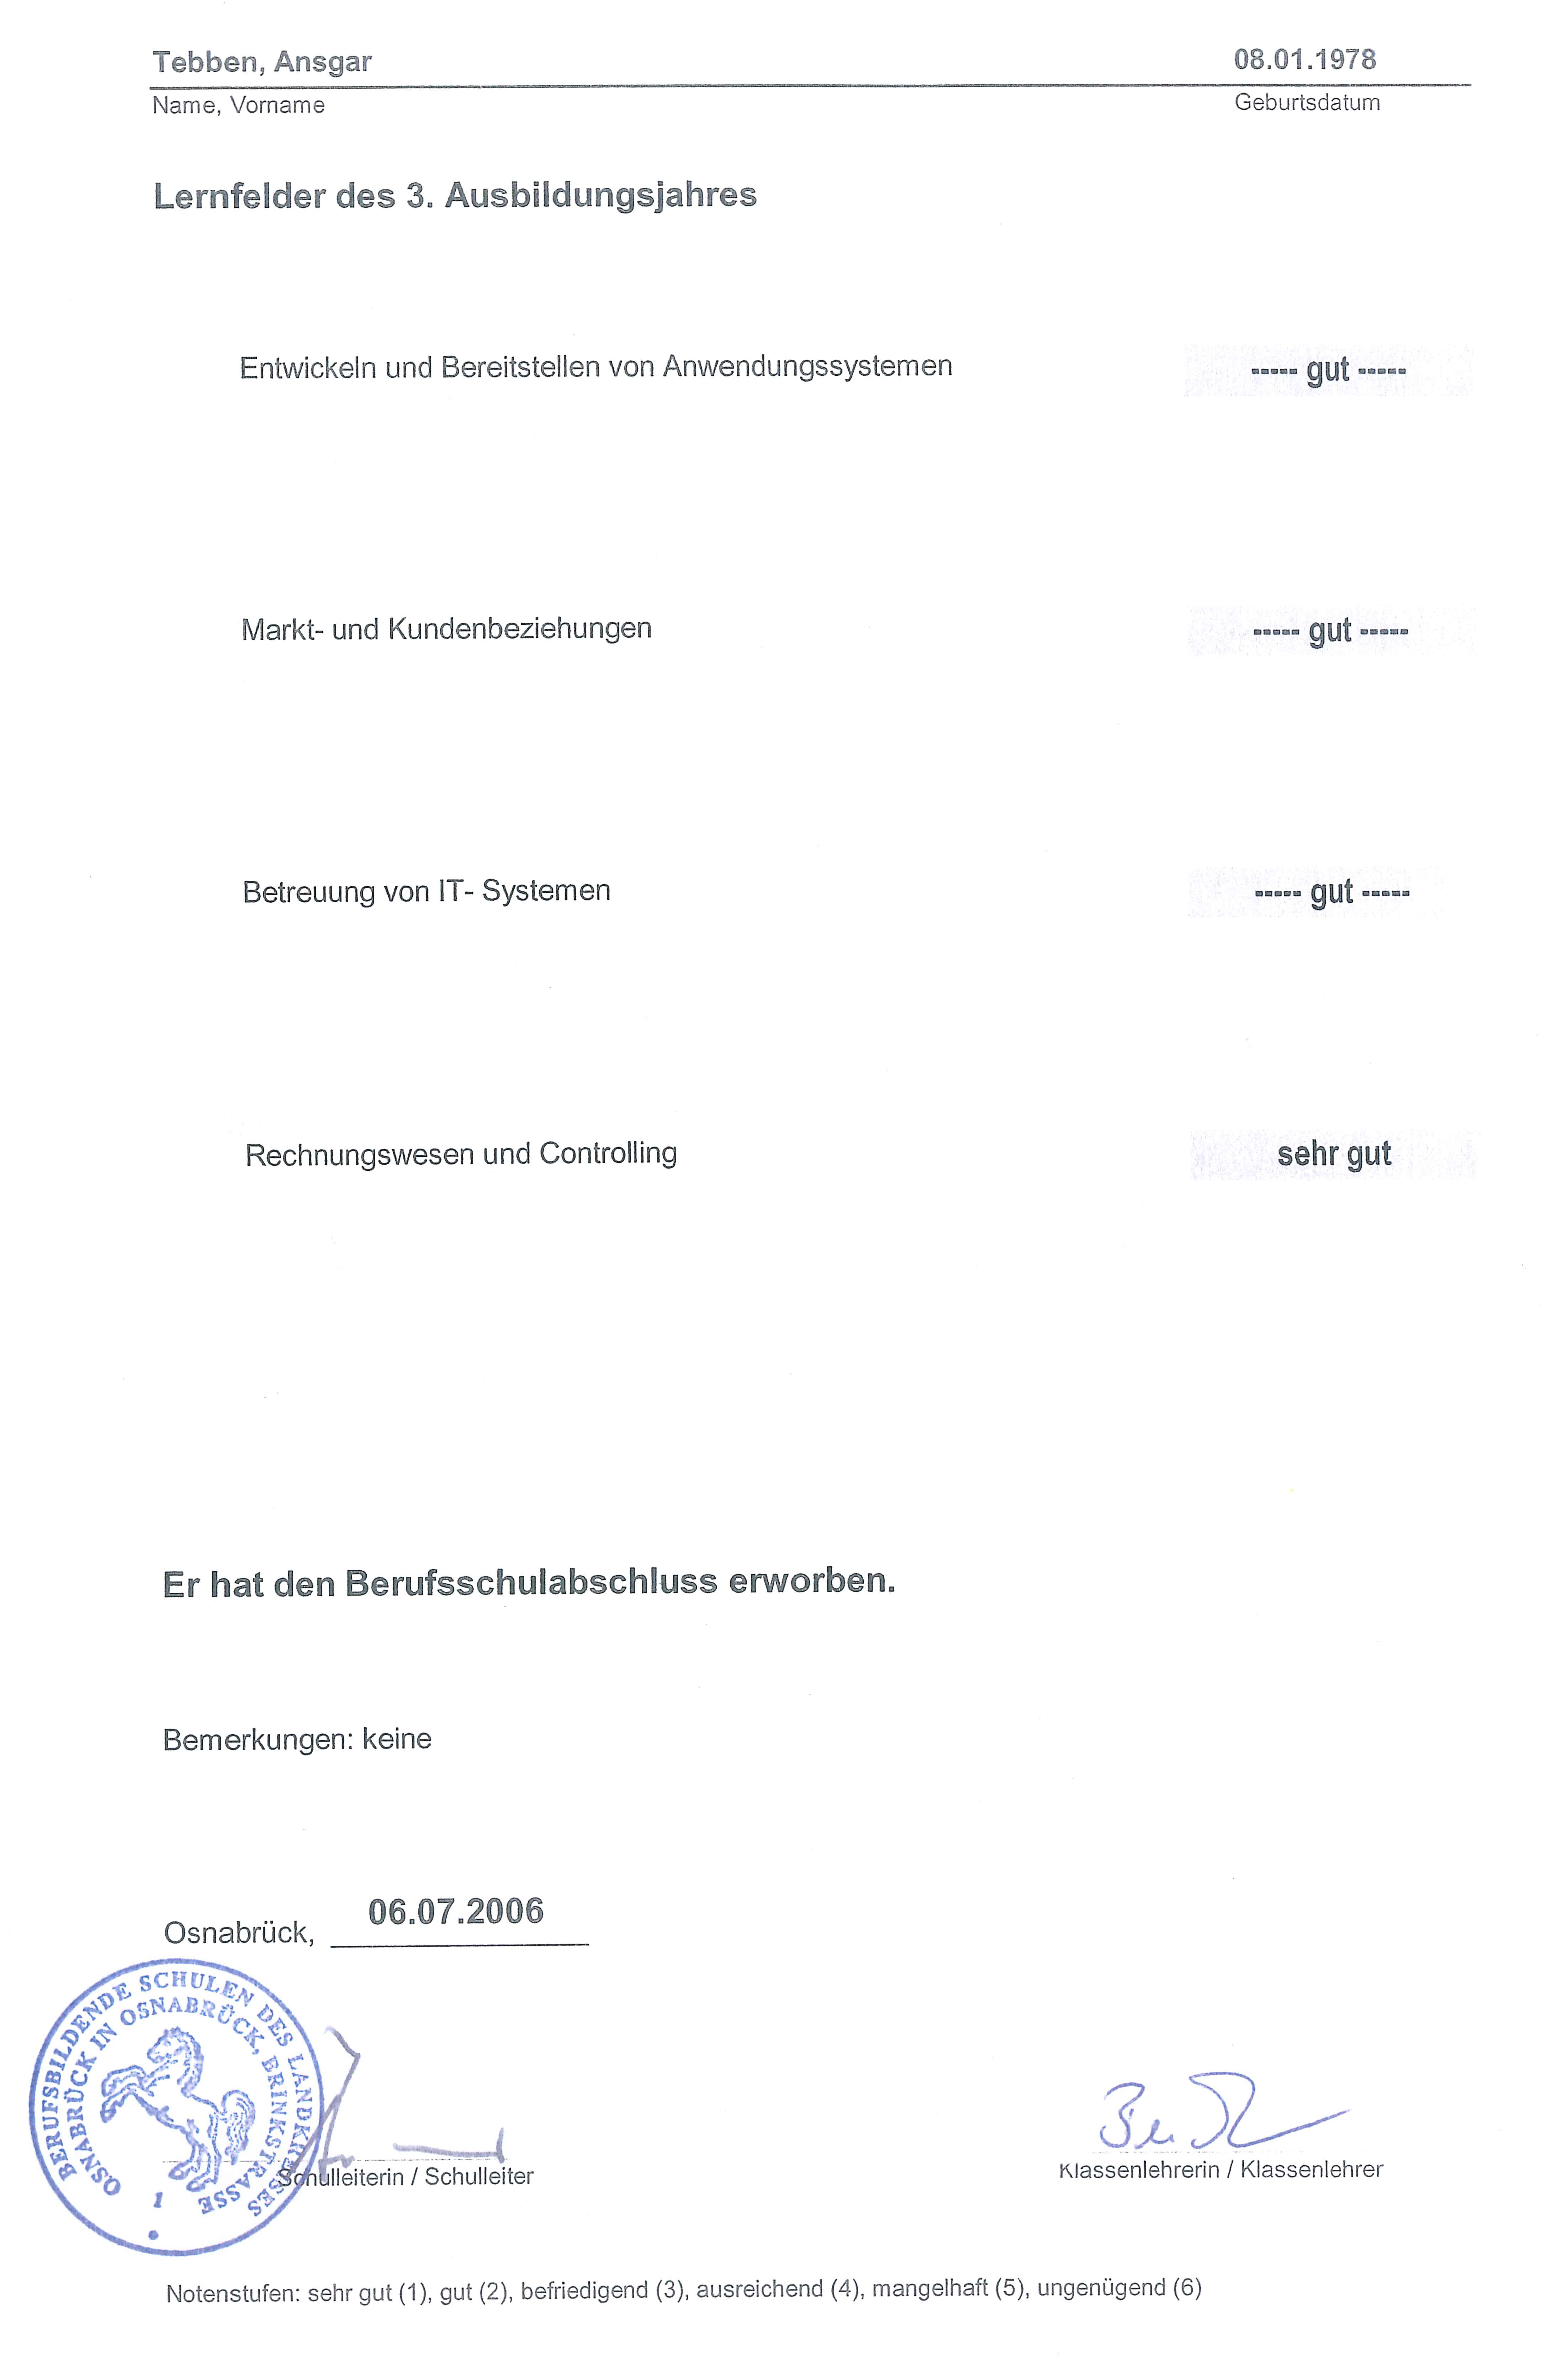 Tebben, Ansgar 08.01.1978
Name, Vorname Geburtsdatum
Lernfelder des 3. Ausbildungsjahres
Entwickeln und Bereitstellen von Anwendungssystemen ----- gut -----
Markt- und Kundenbeziehungen ----- gut -----
Betreuung von IT- Systemen ----- gut -----
Rechnungswesen und Controlling sehr gut
Er hat den Berufsschulabschluss erworben.
Bemerkungen: keine
Osnabrück, 06.07.2006
BERUFSBILDENDE SCHULEN DES LANDKREISES
OSNABRÜCK IN OSNABRÜCK, BRINKSTRASSE
1
Schulleiterin / Schulleiter Klassenlehrerin / Klassenlehrer
Notenstufen: sehr gut (1), gut (2), befriedigend (3), ausreichend (4), mangelhaft (5), ungenügend (6)